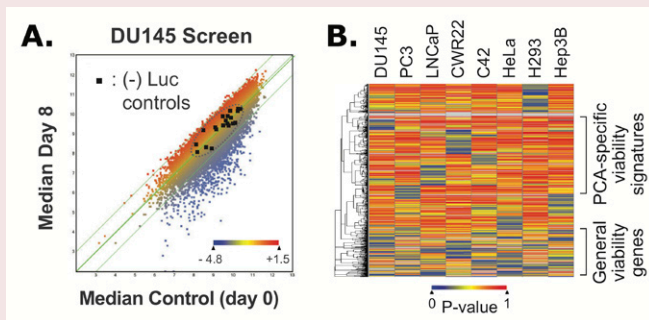 A.
DU145 Screen
: (-) Luc
controls
Median Day 8
- 4.8
+1.5
Median Control (day 0)
B.
DU145
PC3
LNCaP
CWR22
C42
HeLa
H293
Hep3B
PCA-specific
viability
signatures
General
viability
genes
0
1
P-value